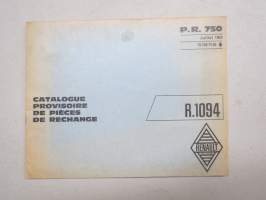 P.R. 750
CATALOGUE
PROVISOIRE
DE PIÈCES
DE RECHANGE
R.1094
RENAULT